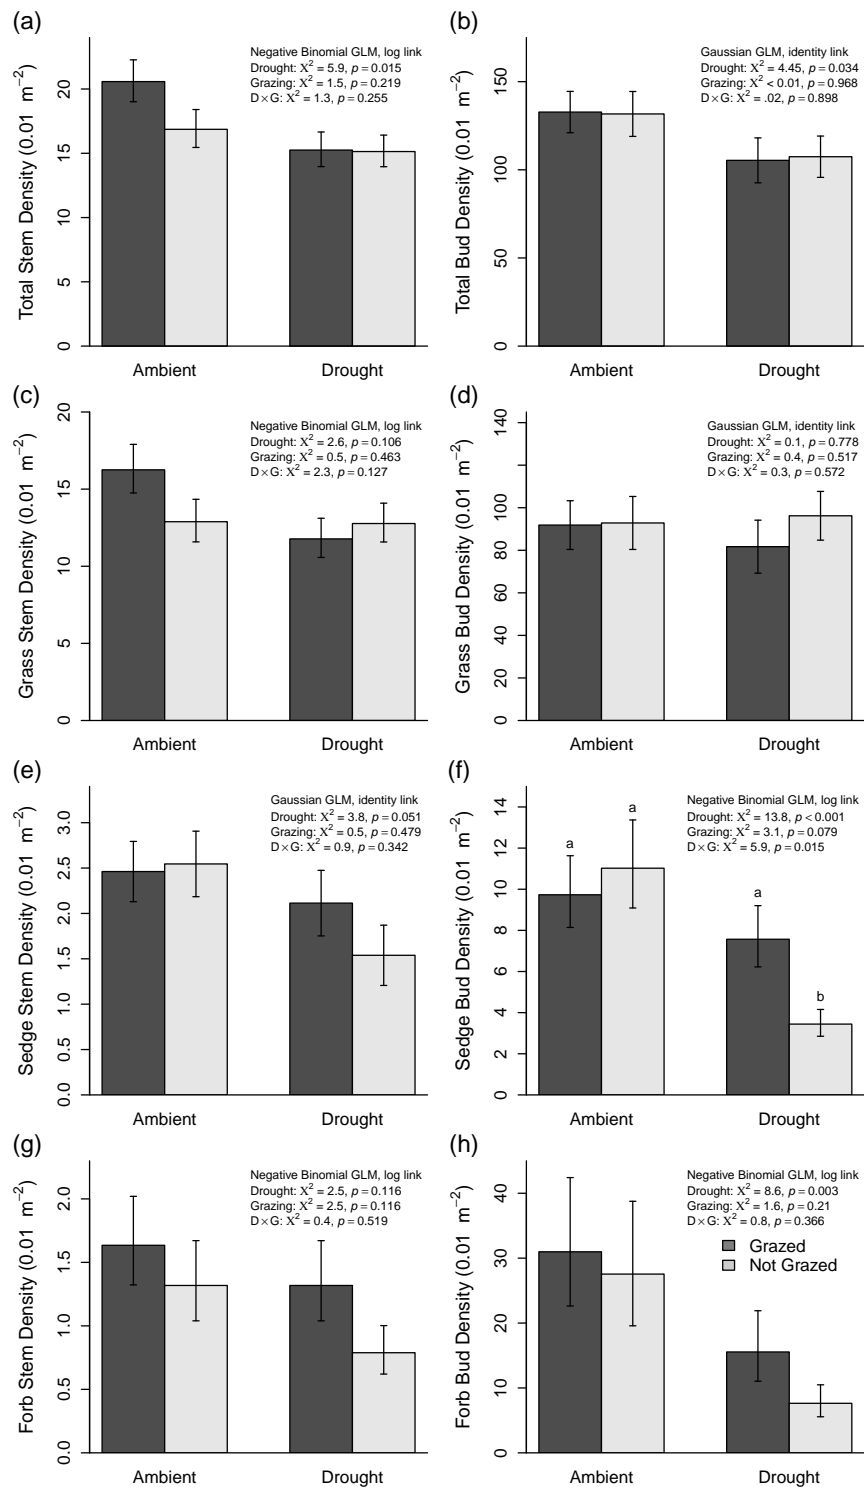 (a)
Total Stem Density (0.01 m−2)
0
5
10
15
20
Negative Binomial GLM, log link
Drought: X2 = 5.9, p = 0.015
Grazing: X2 = 1.5, p = 0.219
D×G: X2 = 1.3, p = 0.255
Ambient
Drought
(b)
Total Bud Density (0.01 m−2)
0
50
100
150
Gaussian GLM, identity link
Drought: X2 = 4.45, p = 0.034
Grazing: X2 < 0.01, p = 0.968
D×G: X2 = .02, p = 0.898
Ambient
Drought
(c)
Grass Stem Density (0.01 m−2)
0
5
10
15
20
Negative Binomial GLM, log link
Drought: X2 = 2.6, p = 0.106
Grazing: X2 = 0.5, p = 0.463
D×G: X2 = 2.3, p = 0.127
Ambient
Drought
(d)
Grass Bud Density (0.01 m−2)
0
20
40
60
80
100
140
Gaussian GLM, identity link
Drought: X2 = 0.1, p = 0.778
Grazing: X2 = 0.4, p = 0.517
D×G: X2 = 0.3, p = 0.572
Ambient
Drought
(e)
Sedge Stem Density (0.01 m−2)
0.0
0.5
1.0
1.5
2.0
2.5
3.0
Gaussian GLM, identity link
Drought: X2 = 3.8, p = 0.051
Grazing: X2 = 0.5, p = 0.479
D×G: X2 = 0.9, p = 0.342
Ambient
Drought
(f)
Sedge Bud Density (0.01 m−2)
0
2
4
6
8
10
12
14
Negative Binomial GLM, log link
Drought: X2 = 13.8, p < 0.001
Grazing: X2 = 3.1, p = 0.079
D×G: X2 = 5.9, p = 0.015
a
a
a
b
Ambient
Drought
(g)
Forb Stem Density (0.01 m−2)
0.0
0.5
1.0
1.5
2.0
Negative Binomial GLM, log link
Drought: X2 = 2.5, p = 0.116
Grazing: X2 = 2.5, p = 0.116
D×G: X2 = 0.4, p = 0.519
Ambient
Drought
(h)
Forb Bud Density (0.01 m−2)
0
10
20
30
40
Negative Binomial GLM, log link
Drought: X2 = 8.6, p = 0.003
Grazing: X2 = 1.6, p = 0.21
D×G: X2 = 0.8, p = 0.366
Grazed
Not Grazed
Ambient
Drought